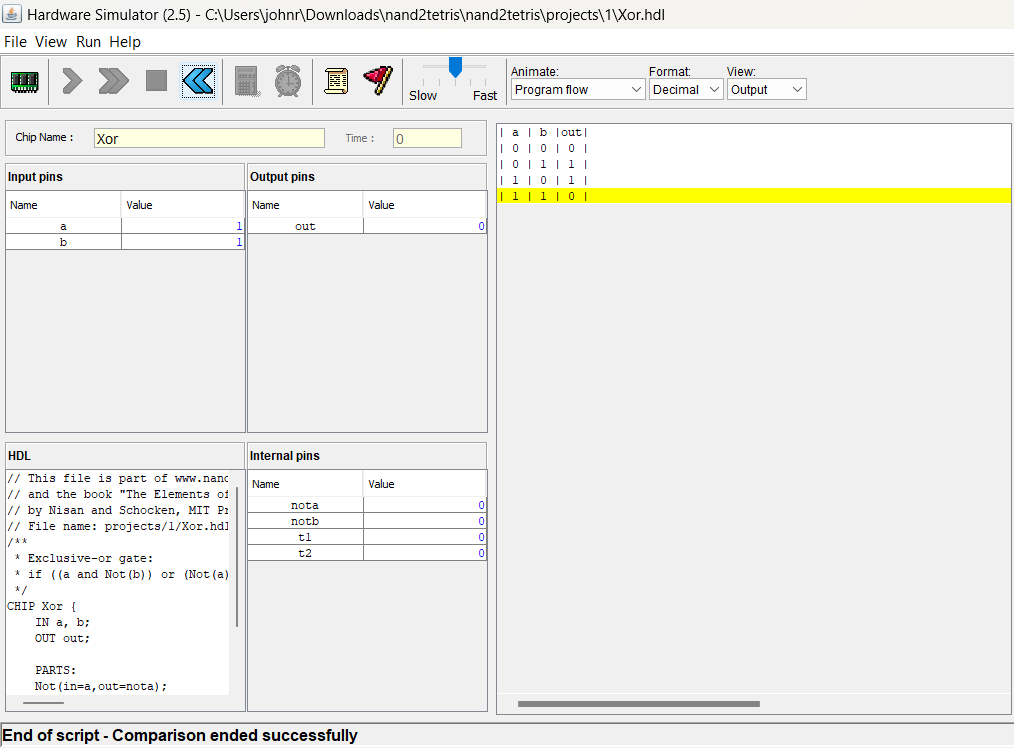 Hardware Simulator (2.5) - C:\Users\johnr\Downloads\nand2tetris\nand2tetris\projects\1\Xor.hdl
File View Run Help
Slow Fast
Animate: Format: View:
Program flow Decimal Output
Chip Name : Xor Time : 0
Input pins
Name Value
a 1
b 1
Output pins
Name Value
out 0
HDL
// This file is part of www.nand
// and the book "The Elements of
// by Nisan and Schocken, MIT Pr
// File name: projects/1/Xor.hdl
/**
* Exclusive-or gate:
* if ((a and Not(b)) or (Not(a)
*/
CHIP Xor {
IN a, b;
OUT out;
PARTS:
Not(in=a,out=nota);
Internal pins
Name Value
nota 0
notb 0
t1 0
t2 0
| a | b |out|
| 0 | 0 | 0 |
| 0 | 1 | 1 |
| 1 | 0 | 1 |
| 1 | 1 | 0 |
End of script - Comparison ended successfully